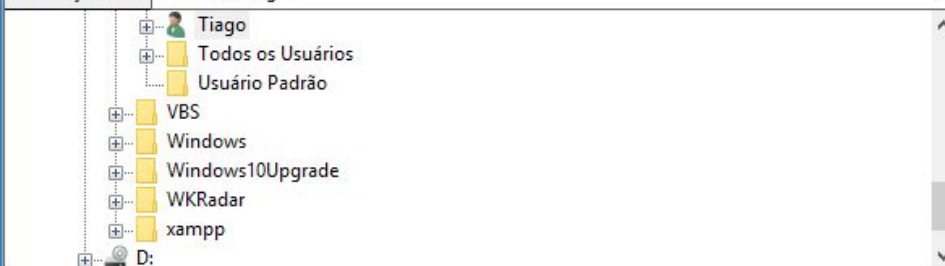 Tiago
Todos os Usuários
Usuário Padrão
VBS
Windows
Windows10Upgrade
WKRadar
xampp
D: